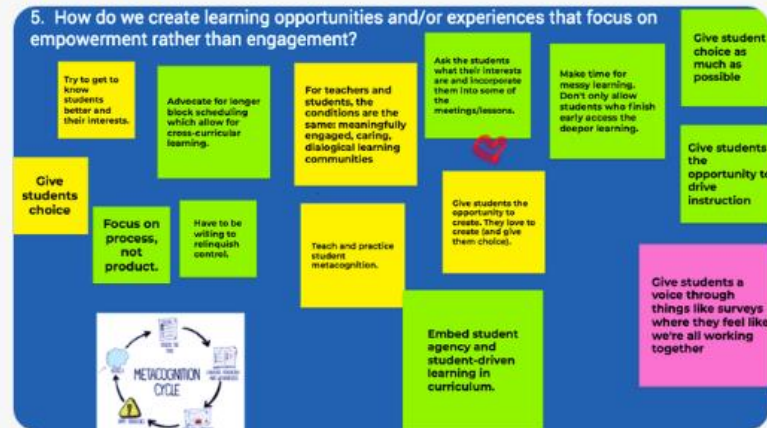 5. How do we create learning opportunities and/or experiences that focus on
empowerment rather than engagement?
Try to get to
know
students
better and
their interests.
Advocate for longer
block scheduling
which allow for
cross-curricular
learning.
For teachers and
students, the
conditions are the
same: meaningfully
engaged, caring,
dialogical learning
communities
Ask the students
what their interests
are and incorporate
them into some of
the
meetings/lessons.
Make time for
messy learning.
Don't only allow
students who finish
early access the
deeper learning.
Give student
choice as
much as
possible
Give
students
choice
Focus on
process,
not
product.
Have to be
willing to
relinquish
control.
Teach and practice
student
metacognition.
Give students the
opportunity to
create. They love to
create (and give
them choice).
Give students
the
opportunity to
drive
instruction
Embed student
agency and
student-driven
learning in
curriculum.
Give students a
voice through
things like surveys
where they feel like
we're all working
together
METACOGNITION
CYCLE